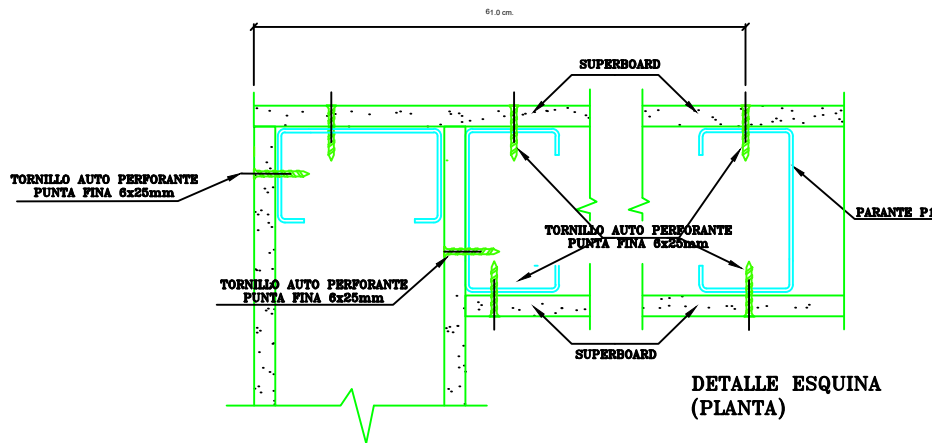 61.0 cm.
SUPERBOARD
TORNILLO AUTO PERFORANTE
PUNTA FINA 6x25mm
PARANTE P1
TORNILLO AUTO PERFORANTE
PUNTA FINA 6x25mm
TORNILLO AUTO PERFORANTE
PUNTA FINA 6x25mm
SUPERBOARD
DETALLE ESQUINA
(PLANTA)